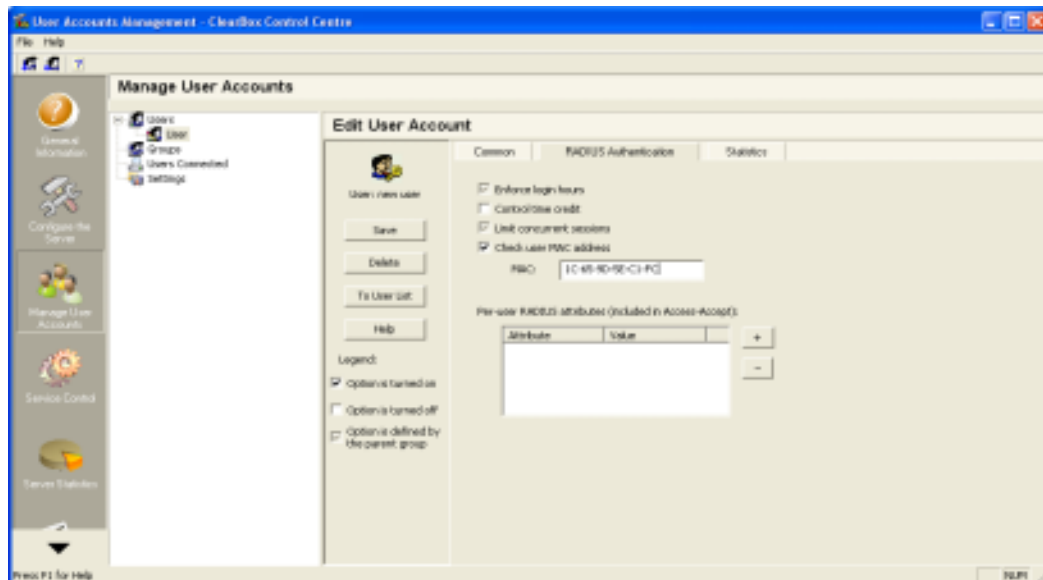 User Accounts Management - ClearBox Control Centre
File Help
Manage User Accounts
General Information
Configure the Server
Manage User Accounts
Service Control
Server Statistics
Users
User
Groups
Users Connected
Settings
Edit User Account
User: new user
Save
Delete
To User List
Help
Legend:
Option is turned on
Option is turned off
Option is defined by
the parent group
Common RADIUS Authentication Statistics
Enforce login hours
Control time credit
Limit concurrent sessions
Check user MAC address
MAC:
Per-user RADIUS attributes (included in Access-Accept):
Attribute Value
+
-
Press F1 for Help
NUM